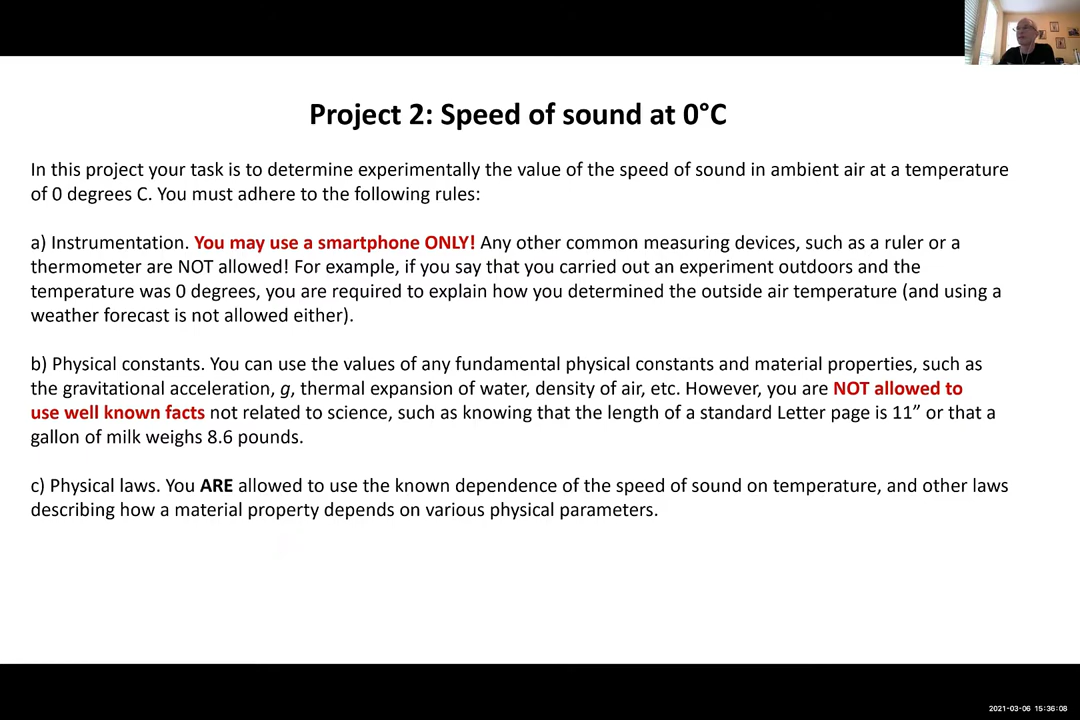 Project 2: Speed of sound at 0°C
In this project your task is to determine experimentally the value of the speed of sound in ambient air at a temperature
of 0 degrees C. You must adhere to the following rules:
a) Instrumentation. You may use a smartphone ONLY! Any other common measuring devices, such as a ruler or a
thermometer are NOT allowed! For example, if you say that you carried out an experiment outdoors and the
temperature was 0 degrees, you are required to explain how you determined the outside air temperature (and using a
weather forecast is not allowed either).
b) Physical constants. You can use the values of any fundamental physical constants and material properties, such as
the gravitational acceleration, g, thermal expansion of water, density of air, etc. However, you are NOT allowed to
use well known facts not related to science, such as knowing that the length of a standard Letter page is 11” or that a
gallon of milk weighs 8.6 pounds.
c) Physical laws. You ARE allowed to use the known dependence of the speed of sound on temperature, and other laws
describing how a material property depends on various physical parameters.
2021-03-06 15:36:08